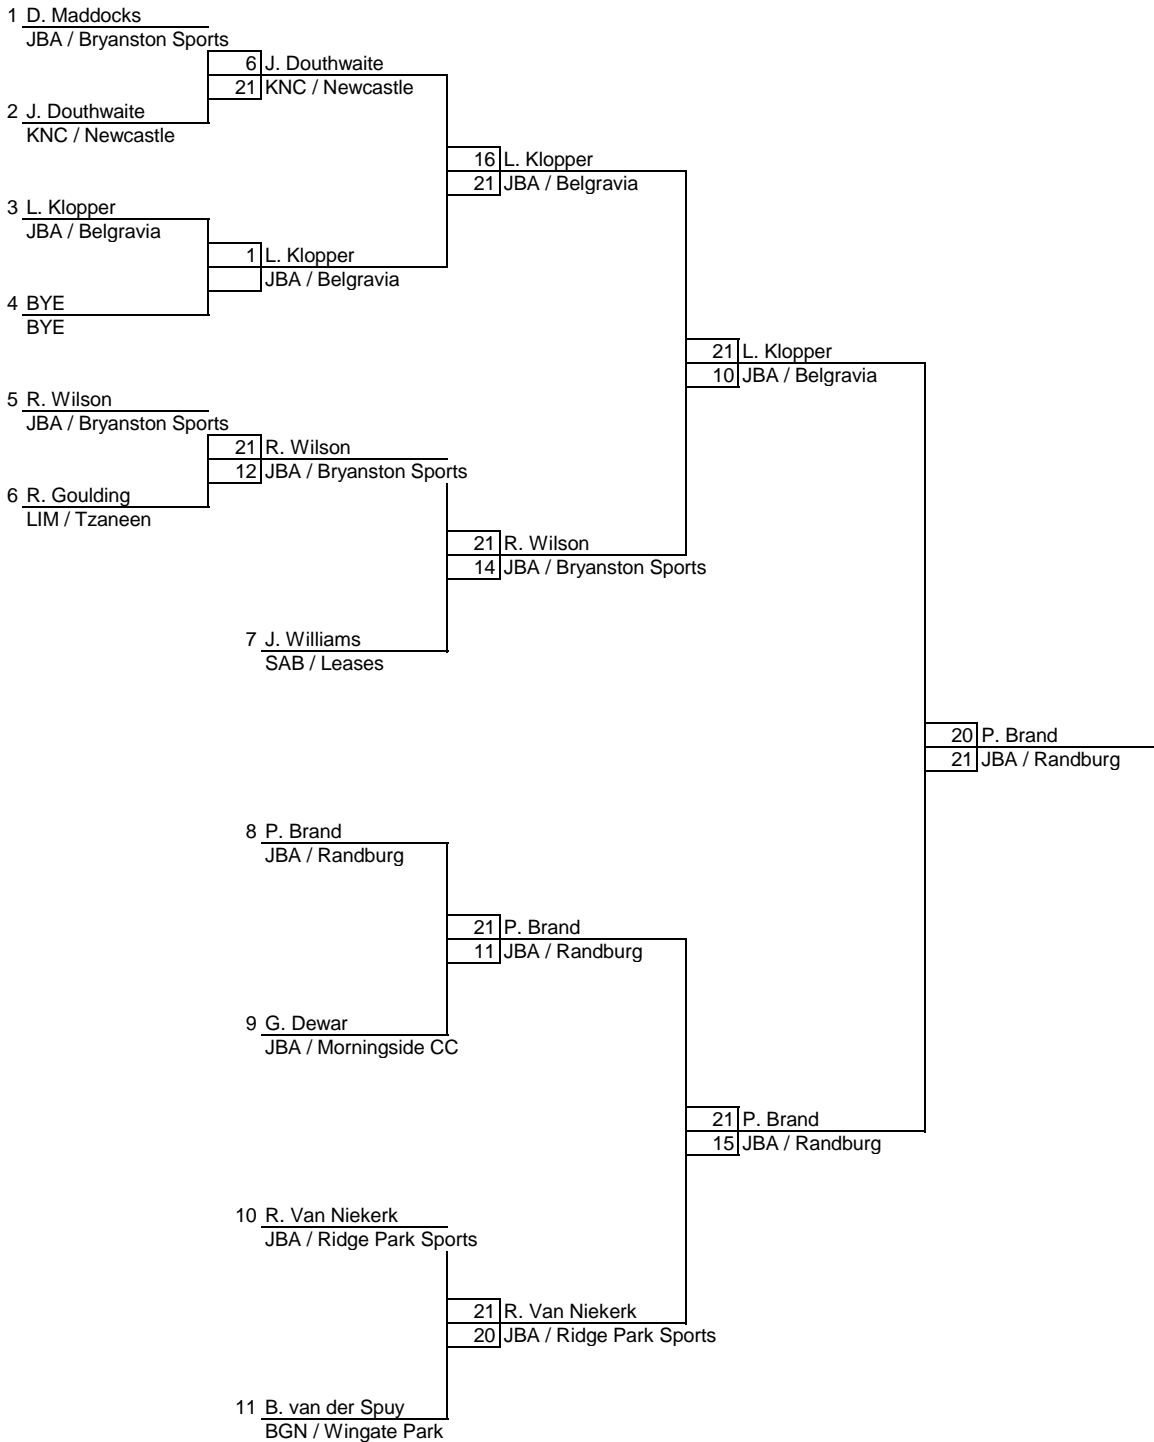 1 D. Maddocks
JBA / Bryanston Sports
6 J. Douthwaite
21 KNC / Newcastle
2 J. Douthwaite
KNC / Newcastle
16 L. Klopper
21 JBA / Belgravia
3 L. Klopper
JBA / Belgravia
1 L. Klopper
JBA / Belgravia
4 BYE
BYE
21 L. Klopper
10 JBA / Belgravia
5 R. Wilson
JBA / Bryanston Sports
21 R. Wilson
12 JBA / Bryanston Sports
6 R. Goulding
LIM / Tzaneen
21 R. Wilson
14 JBA / Bryanston Sports
7 J. Williams
SAB / Leases
20 P. Brand
21 JBA / Randburg
8 P. Brand
JBA / Randburg
21 P. Brand
11 JBA / Randburg
9 G. Dewar
JBA / Morningside CC
21 P. Brand
15 JBA / Randburg
10 R. Van Niekerk
JBA / Ridge Park Sports
21 R. Van Niekerk
20 JBA / Ridge Park Sports
11 B. van der Spuy
BGN / Wingate Park